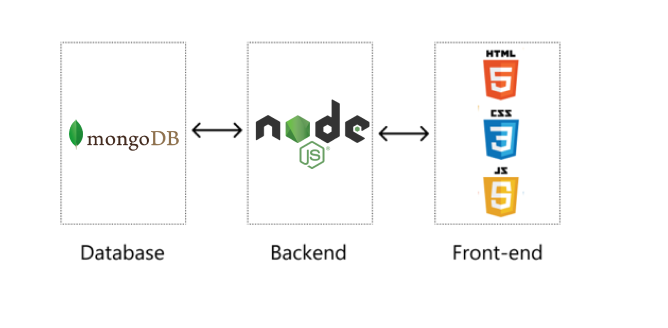 mongoDB
node
JS
HTML
5
CSS
3
JS
5
Database
Backend
Front-end